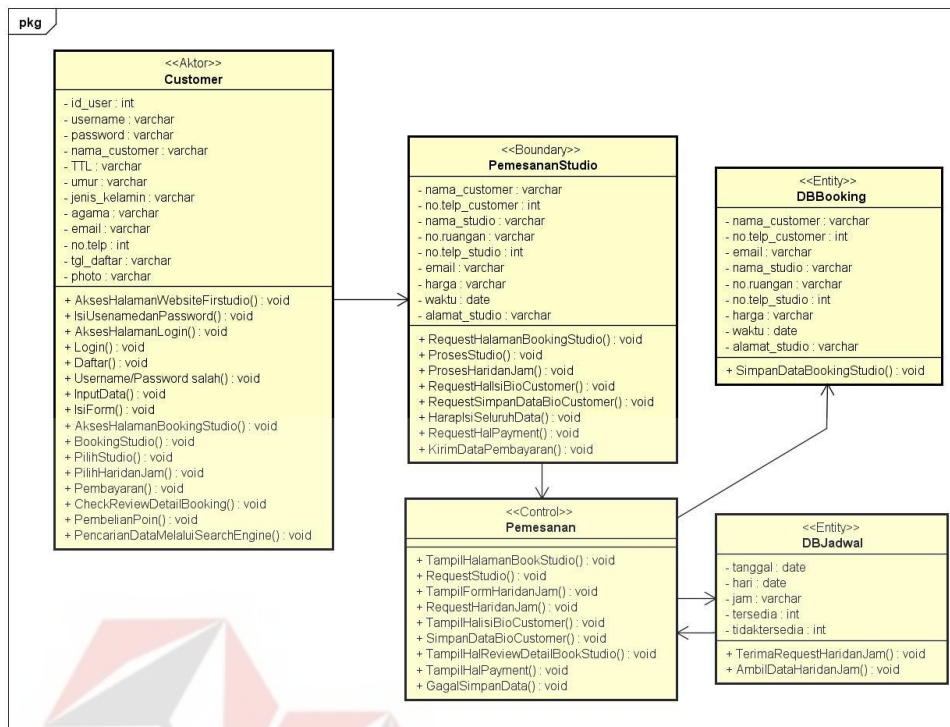 pkg
<<Aktor>>
Customer
- id_user : int
- username : varchar
- password : varchar
- nama_customer : varchar
- TTL : varchar
- umur : varchar
- jenis_kelamin : varchar
- agama : varchar
- email : varchar
- no.telp : int
- tgl_daftar : varchar
- photo : varchar
+ AksesHalamanWebsiteFirstudio() : void
+ IsiUsenamedanPassword() : void
+ AksesHalamanLogin() : void
+ Login() : void
+ Daftar() : void
+ Username/Password salah() : void
+ InputData() : void
+ IsiForm() : void
+ AksesHalamanBookingStudio() : void
+ BookingStudio() : void
+ PilihStudio() : void
+ PilihHaridanJam() : void
+ Pembayaran() : void
+ CheckReviewDetailBooking() : void
+ PembelianPoin() : void
+ PencarianDataMelaluiSearchEngine() : void
<<Boundary>>
PemesananStudio
- nama_customer : varchar
- no.telp_customer : int
- nama_studio : varchar
- no.ruangan : varchar
- no.telp_studio : int
- email : varchar
- harga : varchar
- waktu : date
- alamat_studio : varchar
+ RequestHalamanBookingStudio() : void
+ ProsesStudio() : void
+ ProsesHaridanJam() : void
+ RequestHalIsiBioCustomer() : void
+ RequestSimpanDataBioCustomer() : void
+ HarapIsiSeluruhData() : void
+ RequestHalPayment() : void
+ KirimDataPembayaran() : void
<<Entity>>
DBBooking
- nama_customer : varchar
- no.telp_customer : int
- email : varchar
- nama_studio : varchar
- no.ruangan : varchar
- no.telp_studio : int
- harga : varchar
- waktu : date
- alamat_studio : varchar
+ SimpanDataBookingStudio() : void
<<Control>>
Pemesanan
+ TampilHalamanBookStudio() : void
+ RequestStudio() : void
+ TampilFormHaridanJam() : void
+ RequestHaridanJam() : void
+ TampilHalisiBioCustomer() : void
+ SimpanDataBioCustomer() : void
+ TampilHalReviewDetailBookStudio() : void
+ TampilHalPayment() : void
+ GagalSimpanData() : void
<<Entity>>
DBJadwal
- tanggal : date
- hari : date
- jam : varchar
- tersedia : int
- tidaktersedia : int
+ TerimaRequestHaridanJam() : void
+ AmbilDataHaridanJam() : void